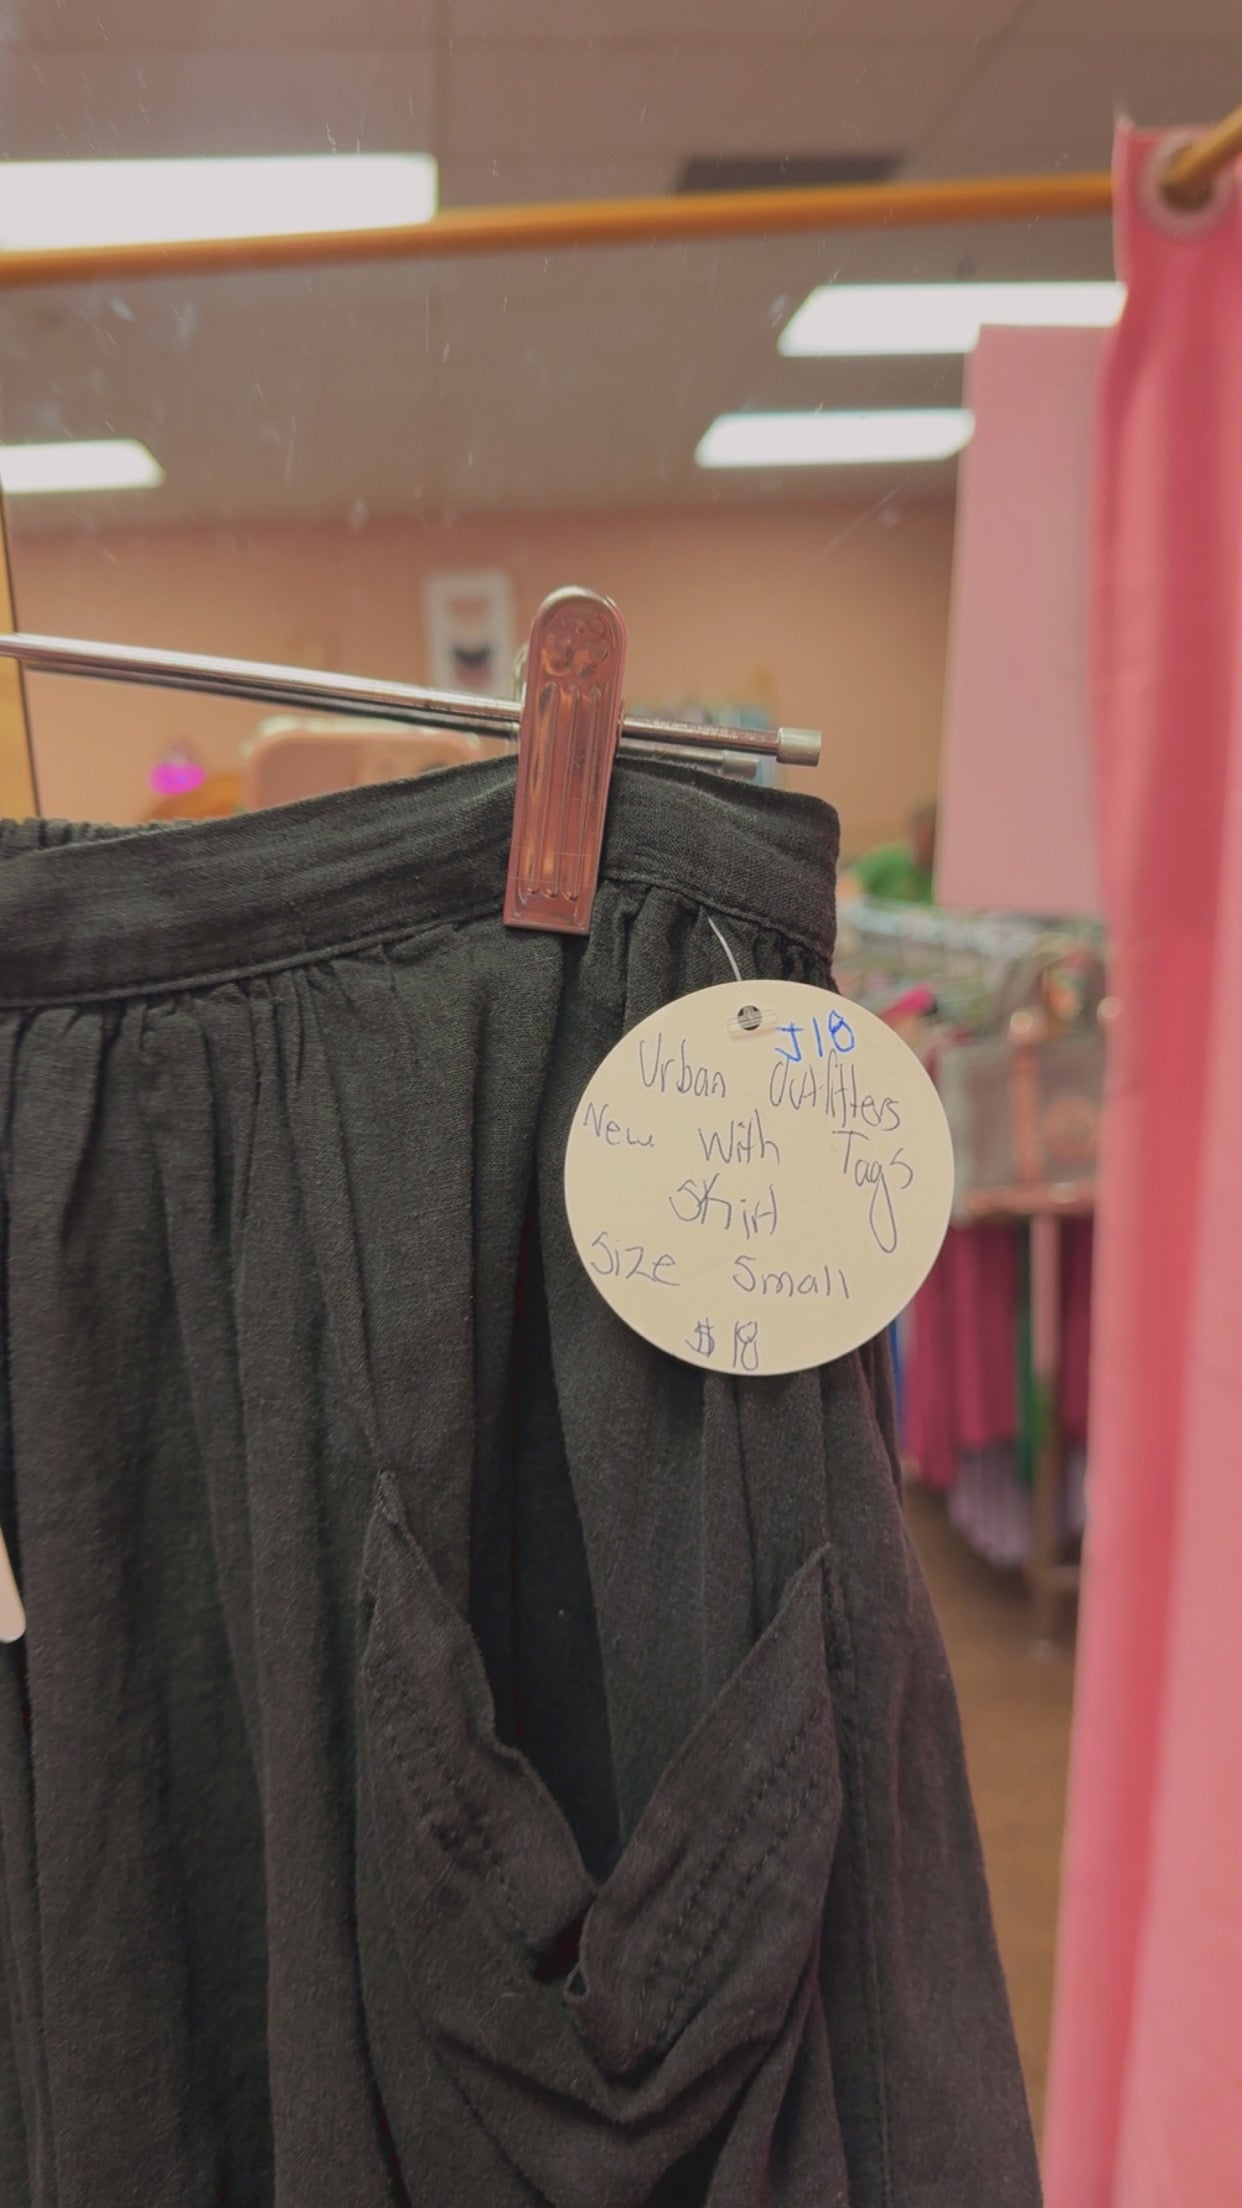 J18
Urban Outfitters
New With Tags
Skirt
Size Small
$18